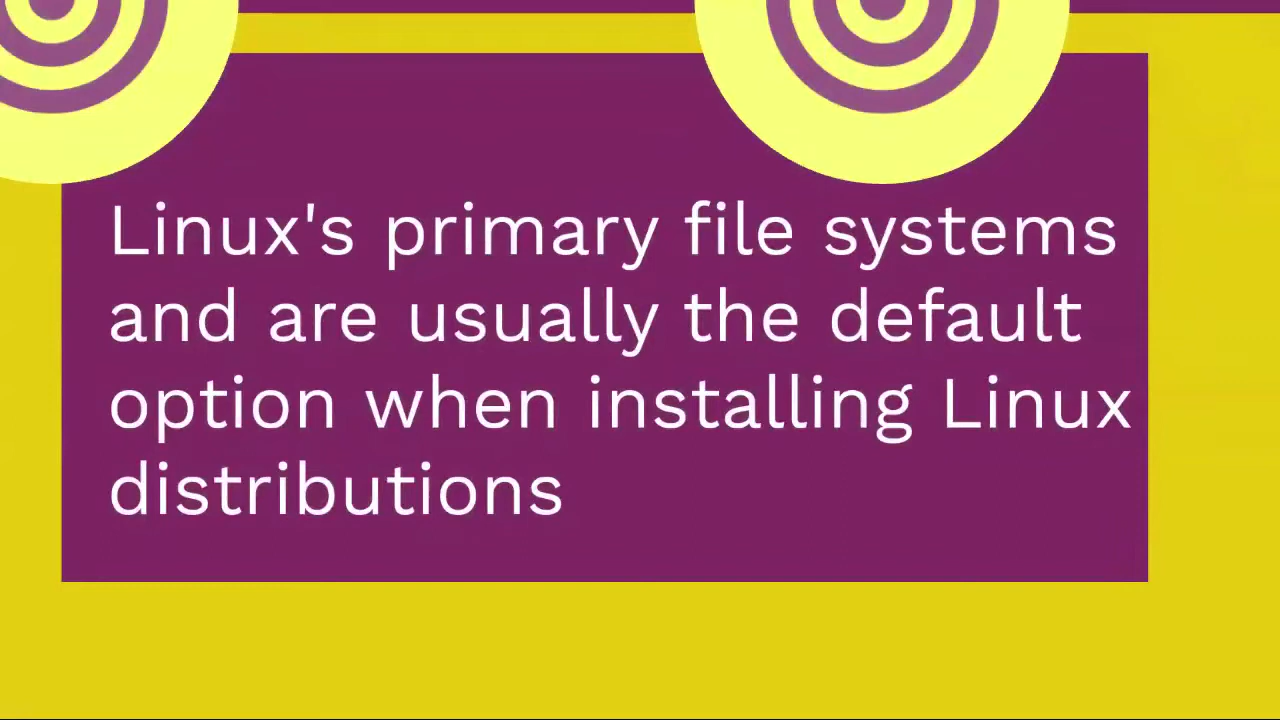 Linux's primary file systems
and are usually the default
option when installing Linux
distributions